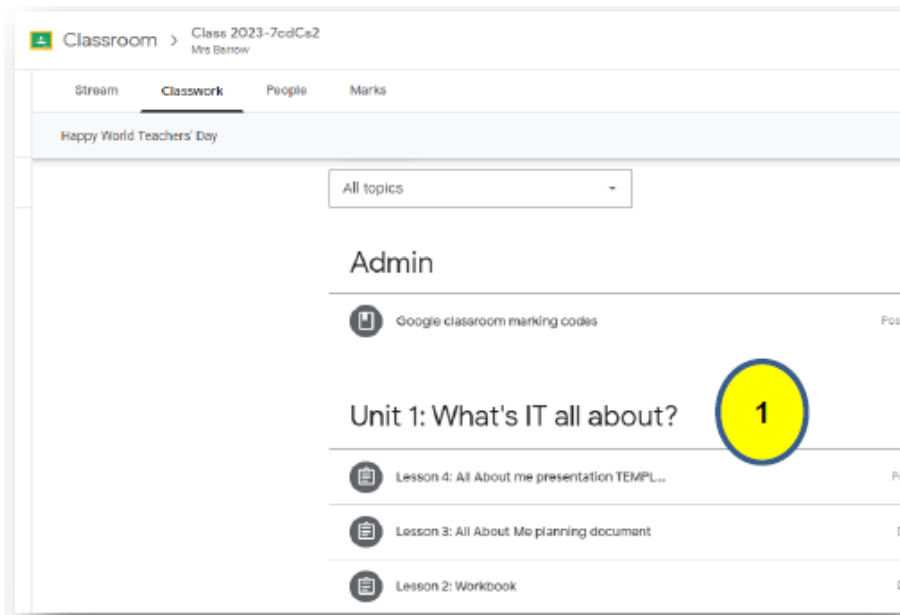 Classroom > Class 2023-7cdCs2
Mrs Barrow
Stream Classwork People Marks
Happy World Teachers' Day
All topics
Admin
Google classroom marking codes
Pos
Unit 1: What's IT all about?
1
Lesson 4: All About me presentation TEMPL...
Lesson 3: All About Me planning document
Lesson 2: Workbook